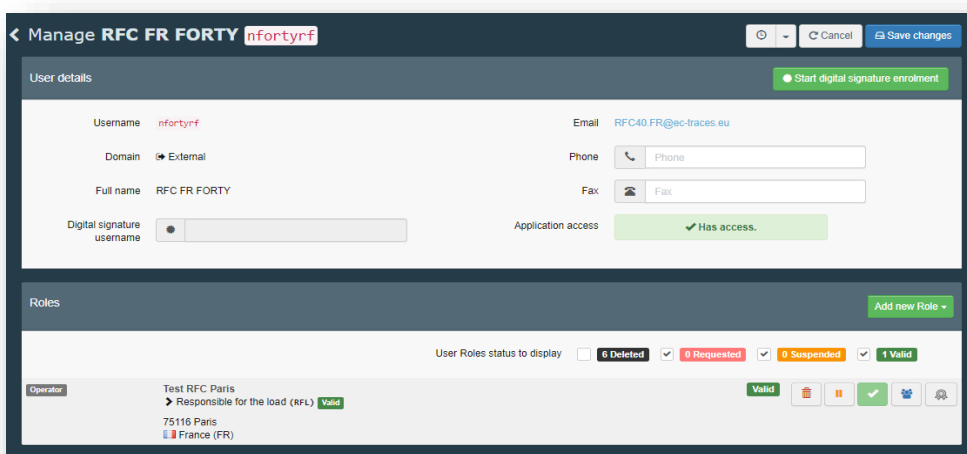 Manage RFC FR FORTY nfortyrf
Cancel
Save changes
User details
Start digital signature enrolment
Username nfortyrf
Email RFC40.FR@ec-traces.eu
Domain External
Phone Phone
Full name RFC FR FORTY
Fax Fax
Digital signature username
Application access Has access.
Roles
Add new Role
User Roles status to display 6 Deleted 0 Requested 0 Suspended 1 Valid
Operator
Test RFC Paris
Valid
Responsible for the load (RFL) Valid
75116 Paris
France (FR)